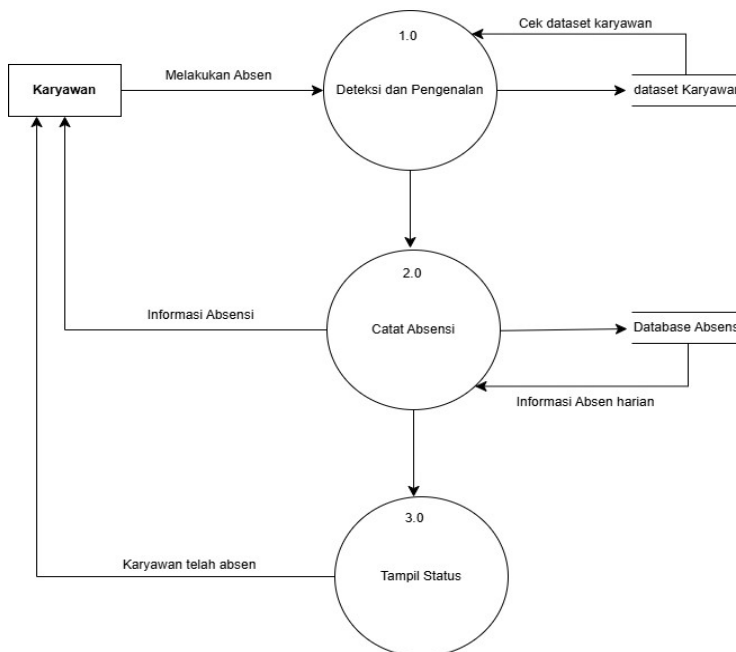 1.0
Cek dataset karyawan
Melakukan Absen
Karyawan
Deteksi dan Pengenalan
dataset Karyawan
2.0
Informasi Absensi
Catat Absensi
Database Absens
Informasi Absen harian
3.0
Karyawan telah absen
Tampil Status